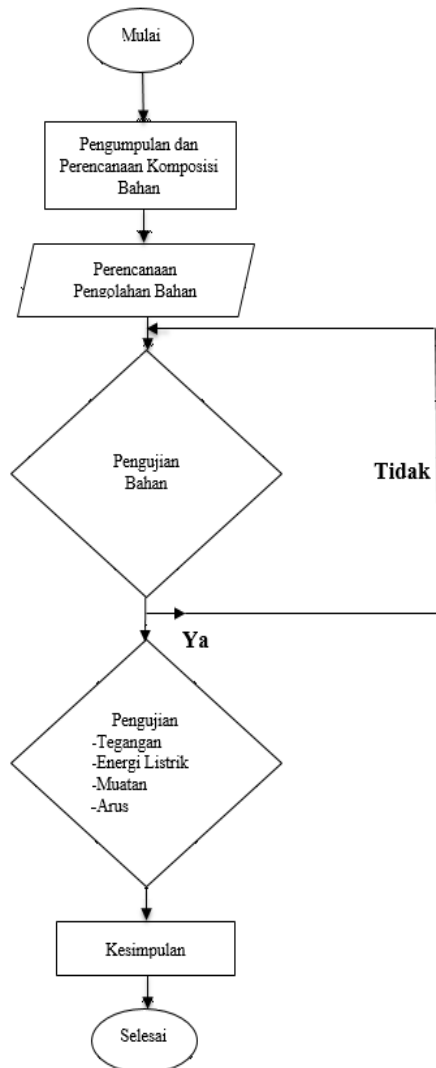 Mulai
Pengumpulan dan
Perencanaan Komposisi
Bahan
Perencanaan
Pengolahan Bahan
Pengujian
Bahan
Tidak
Ya
Pengujian
-Tegangan
-Energi Listrik
-Muatan
-Arus
Kesimpulan
Selesai